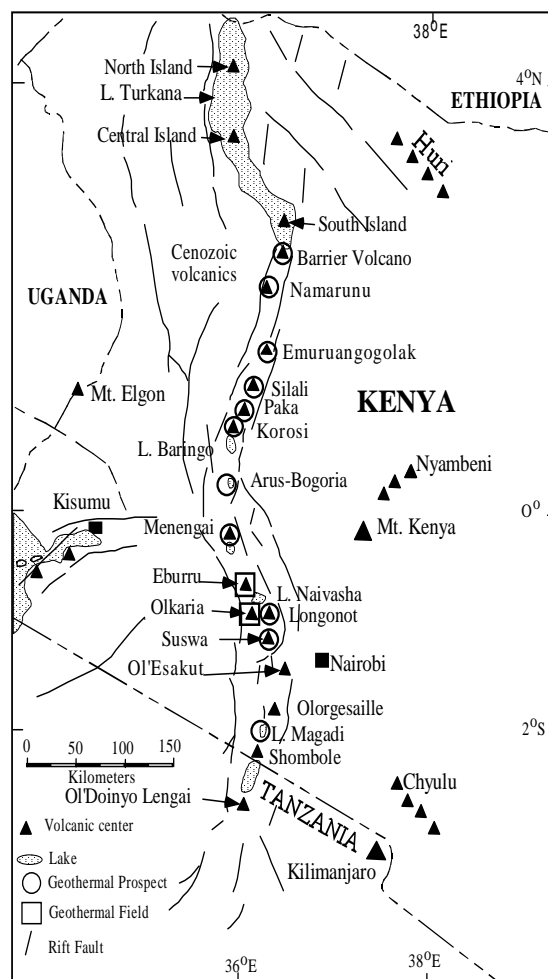 38°E
North Island
4°N
L. Turkana
ETHIOPIA
Central Island
Huri
South Island
Cenozoic
volcanics
Barrier Volcano
UGANDA
Namarunu
Emuruangogolak
Silali
Mt. Elgon
Paka
KENYA
Korosi
L. Baringo
Nyambeni
Arus-Bogoria
Kisumu
0°
Menengai
Mt. Kenya
Eburru
L. Naivasha
Olkaria
Longonot
Suswa
Nairobi
Ol'Esakut
Olorgesaille
L. Magadi
2°S
0 50 100 150
Kilometers
Shombole
Ol'Doinyo Lengai
TANZANIA
Chyulu
Volcanic center
Kilimanjaro
Lake
Geothermal Prospect
Geothermal Field
Rift Fault
36°E
38°E